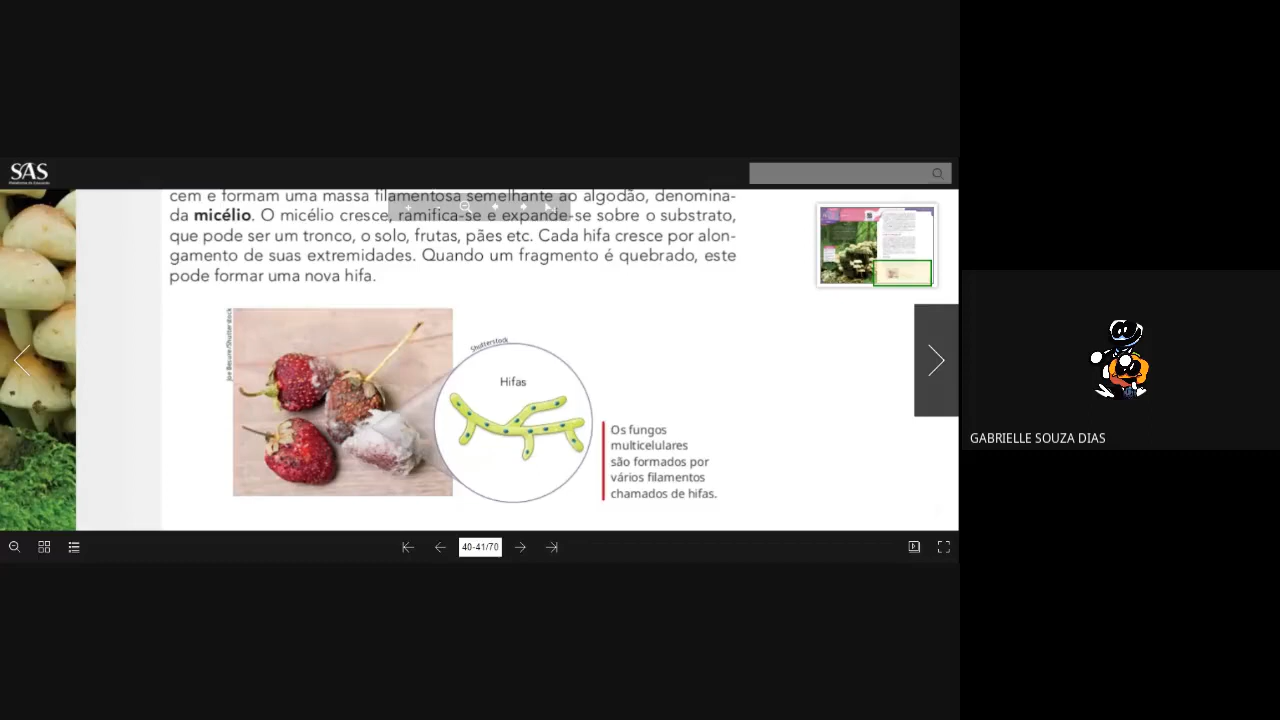 SAS
cem e formam uma massa filamentosa semelhante ao algodão, denomina-
da micélio. O micélio cresce, ramifica-se e expande-se sobre o substrato,
que pode ser um tronco, o solo, frutas, pães etc. Cada hifa cresce por alon-
gamento de suas extremidades. Quando um fragmento é quebrado, este
pode formar uma nova hifa.
Joe Besure/Shutterstock
Shutterstock
Hifas
Os fungos
multicelulares
são formados por
vários filamentos
chamados de hifas.
40-41/70
GABRIELLE SOUZA DIAS